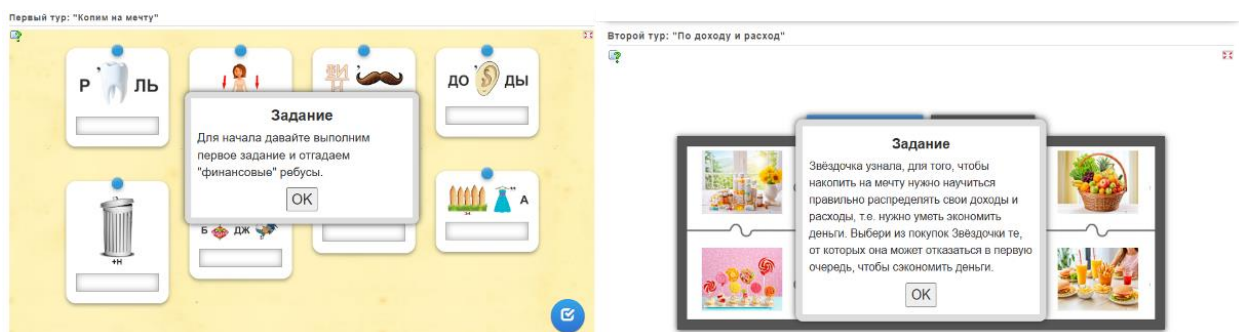 Первый тур: "Копим на мечту"
Р ' ЛЬ
ДО ' ДЫ
Задание
Для начала давайте выполним
первое задание и отгадаем
"финансовые" ребусы.
OK
" А
Б ДЖ
+Н
Второй тур: "По доходу и расход"
Задание
Звёздочка узнала, для того, чтобы
накопить на мечту нужно научиться
правильно распределять свои доходы и
расходы, т.е. нужно уметь экономить
деньги. Выбери из покупок Звёздочки те,
от которых она может отказаться в первую
очередь, чтобы сэкономить деньги.
OK